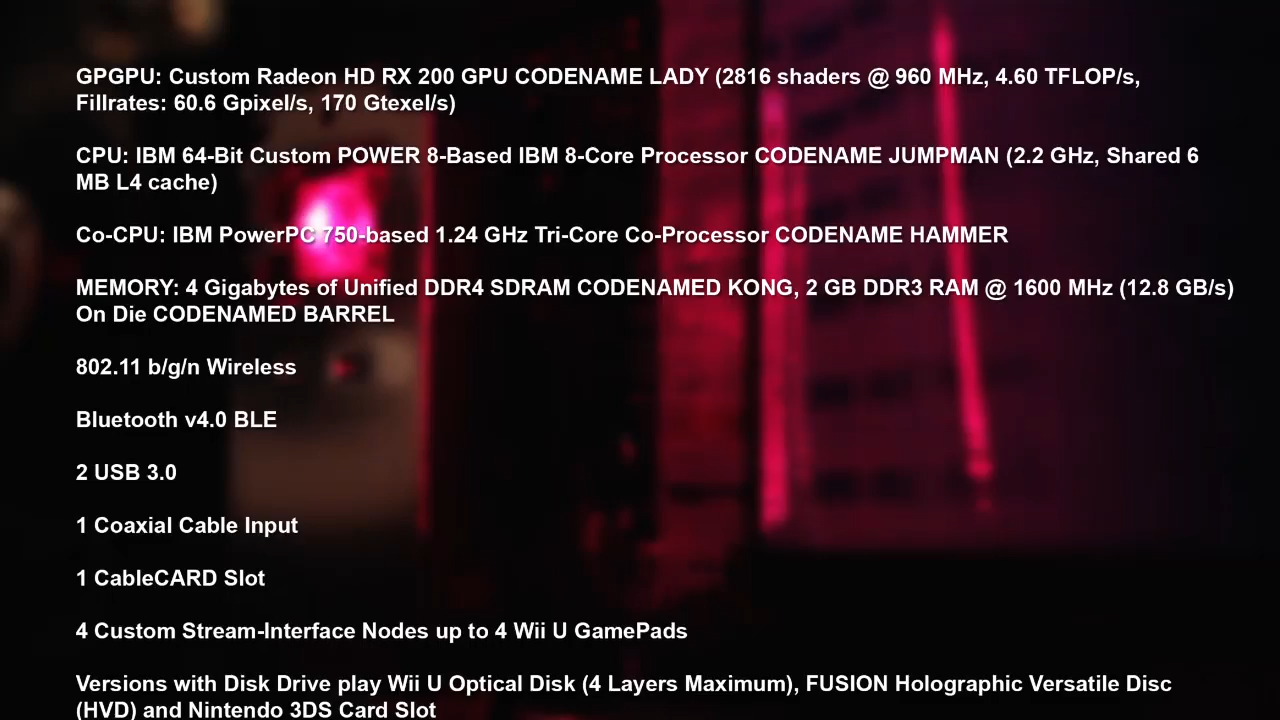 GPGPU: Custom Radeon HD RX 200 GPU CODENAME LADY (2816 shaders @ 960 MHz, 4.60 TFLOP/s,
Fillrates: 60.6 Gpixel/s, 170 Gtexel/s)
CPU: IBM 64-Bit Custom POWER 8-Based IBM 8-Core Processor CODENAME JUMPMAN (2.2 GHz, Shared 6
MB L4 cache)
Co-CPU: IBM PowerPC 750-based 1.24 GHz Tri-Core Co-Processor CODENAME HAMMER
MEMORY: 4 Gigabytes of Unified DDR4 SDRAM CODENAMED KONG, 2 GB DDR3 RAM @ 1600 MHz (12.8 GB/s)
On Die CODENAMED BARREL
802.11 b/g/n Wireless
Bluetooth v4.0 BLE
2 USB 3.0
1 Coaxial Cable Input
1 CableCARD Slot
4 Custom Stream-Interface Nodes up to 4 Wii U GamePads
Versions with Disk Drive play Wii U Optical Disk (4 Layers Maximum), FUSION Holographic Versatile Disc
(HVD) and Nintendo 3DS Card Slot